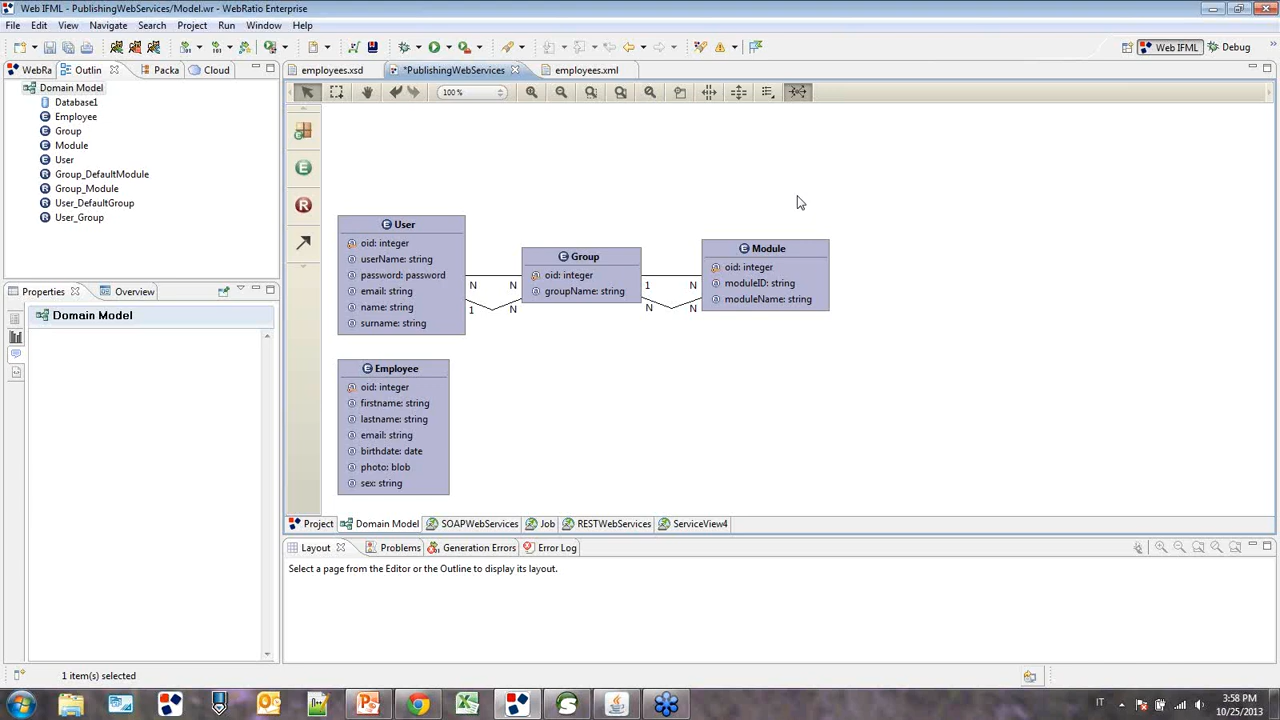 Web IFML - PublishingWebServices/Model.wr - WebRatio Enterprise
File Edit View Navigate Search Project Run Window Help
Web IFML Debug
WebRa Outlin Packa Cloud
employees.xsd *PublishingWebServices employees.xml
Domain Model
Database1
Employee
Group
Module
User
Group_DefaultModule
Group_Module
User_DefaultGroup
User_Group
100 %
User
oid: integer
userName: string
password: password
email: string
name: string
surname: string
N N
1 N
Group
oid: integer
groupName: string
1 N
N N
Module
oid: integer
moduleID: string
moduleName: string
Employee
oid: integer
firstname: string
lastname: string
email: string
birthdate: date
photo: blob
sex: string
Properties Overview
Domain Model
Project Domain Model SOAPWebServices Job RESTWebServices ServiceView4
Layout Problems Generation Errors Error Log
Select a page from the Editor or the Outline to display its layout.
1 item(s) selected
IT
3:58 PM
10/25/2013